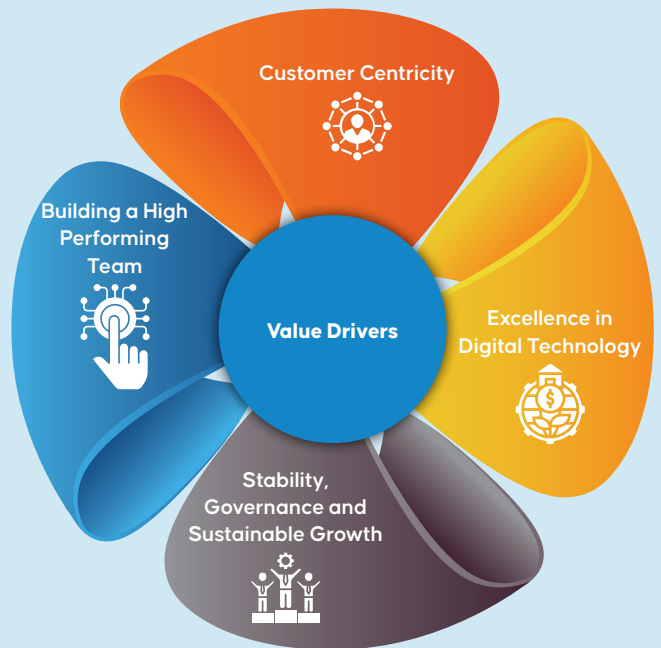 Customer Centricity
Building a High
Performing
Team
Value Drivers
Excellence in
Digital Technology
Stability,
Governance and
Sustainable Growth
$